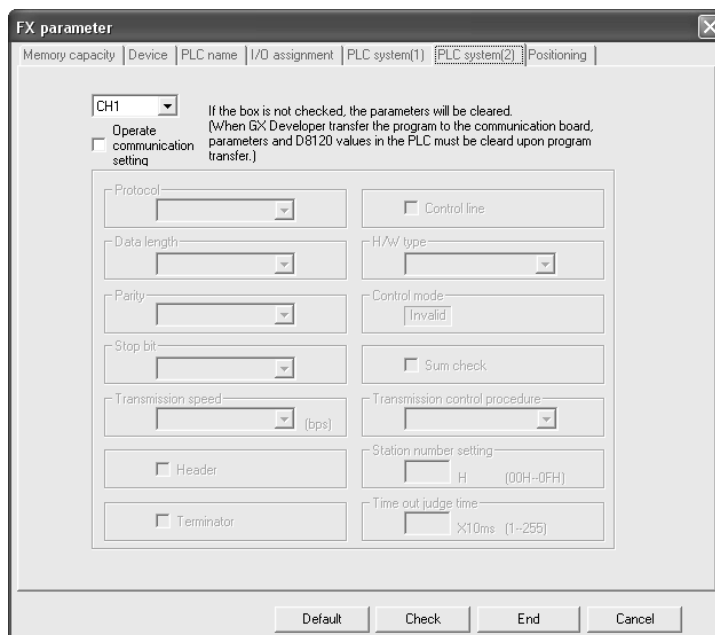 FX parameter
Memory capacity Device PLC name I/O assignment PLC system(1) PLC system(2) Positioning
CH1
If the box is not checked, the parameters will be cleared.
(When GX Developer transfer the program to the communication board,
parameters and D8120 values in the PLC must be cleard upon program
transfer.)
Operate
communication
setting
Protocol
Control line
Data length
H/W type
Parity
Control mode
Invalid
Stop bit
Sum check
Transmission speed
(bps)
Transmission control procedure
Header
Station number setting
H (00H--0FH)
Terminator
Time out judge time
X10ms (1--255)
Default Check End Cancel